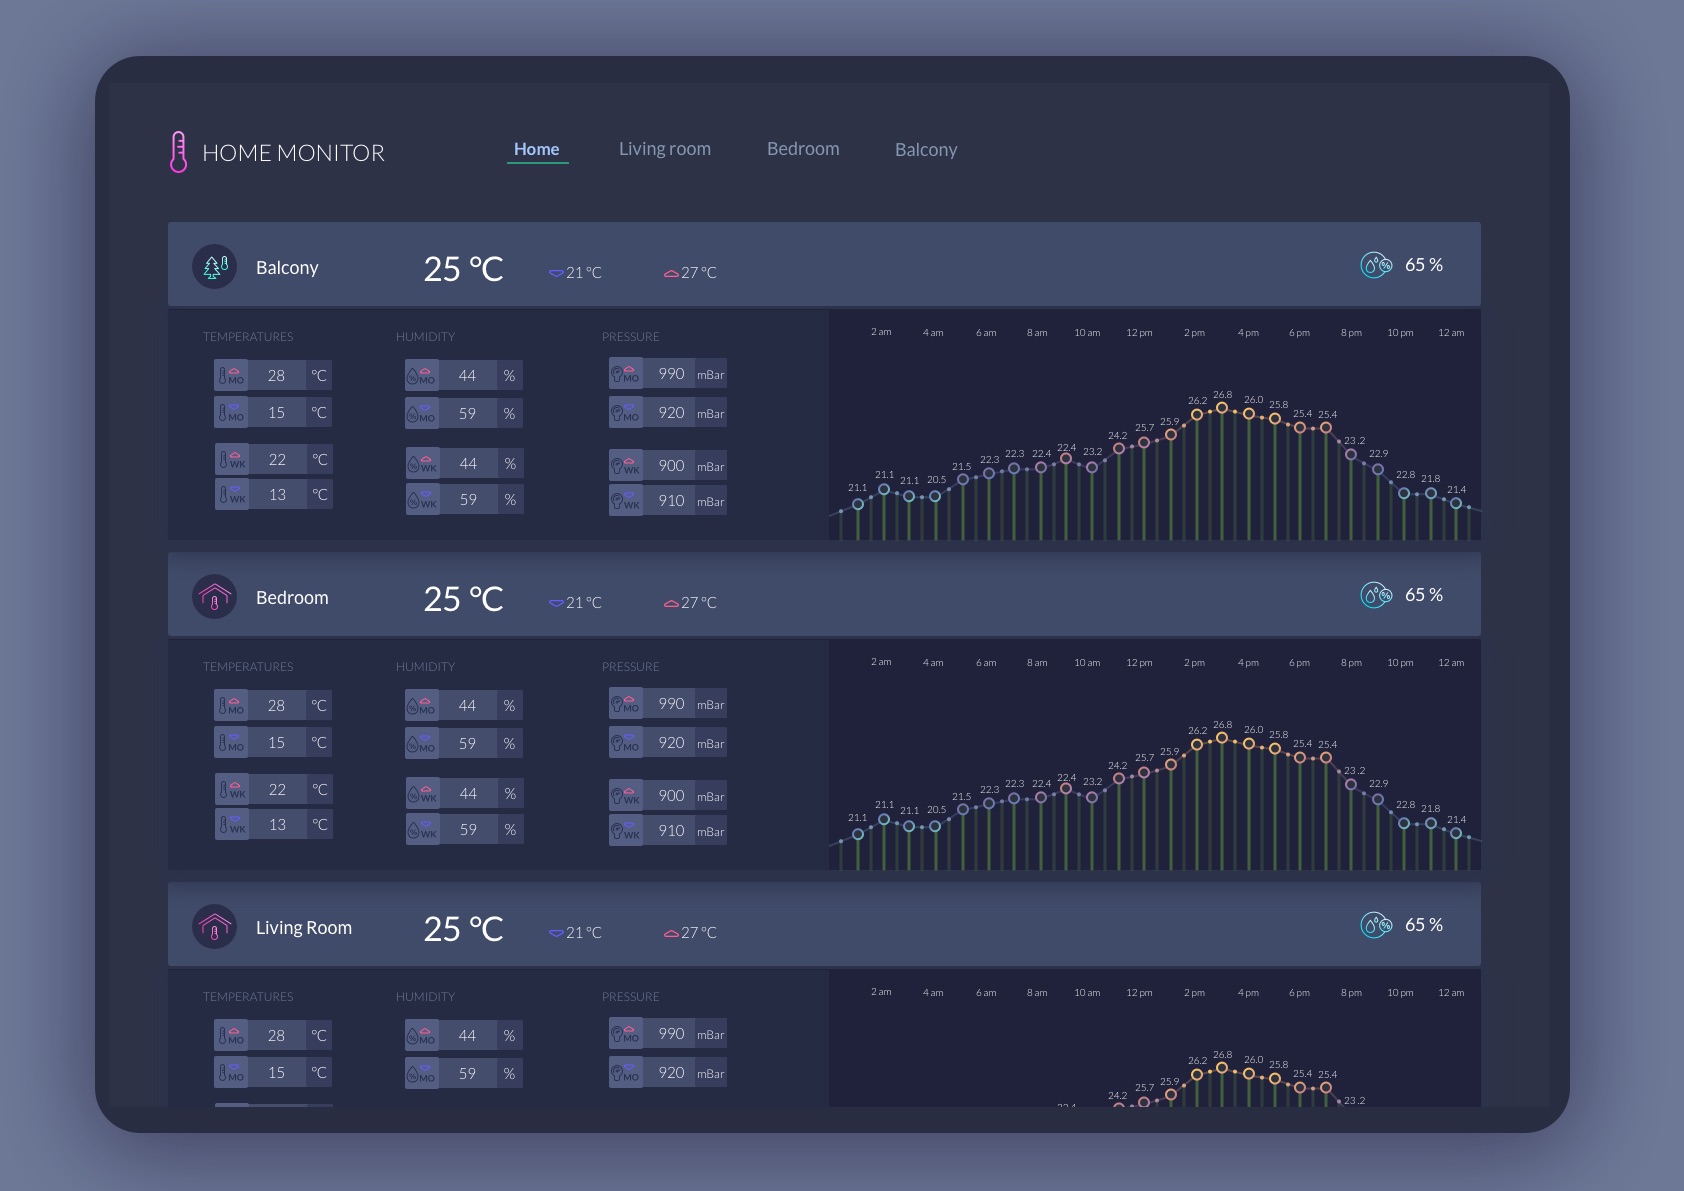 HOME MONITOR Home Living room Bedroom Balcony
Balcony 25 °C 21 °C 27 °C 65 %
TEMPERATURES HUMIDITY PRESSURE
MO 28 °C MO 44 % MO 990 mBar
MO 15 °C MO 59 % MO 920 mBar
WK 22 °C WK 44 % WK 900 mBar
WK 13 °C WK 59 % WK 910 mBar
2 am 4 am 6 am 8 am 10 am 12 pm 2 pm 4 pm 6 pm 8 pm 10 pm 12 am
21.1 21.1 21.1 20.5 21.5 22.3 22.3 22.4 22.4 23.2 24.2 25.7 25.9 26.2 26.8 26.0 25.8 25.4 25.4 23.2 22.9 22.8 21.8 21.4
Bedroom 25 °C 21 °C 27 °C 65 %
TEMPERATURES HUMIDITY PRESSURE
MO 28 °C MO 44 % MO 990 mBar
MO 15 °C MO 59 % MO 920 mBar
WK 22 °C WK 44 % WK 900 mBar
WK 13 °C WK 59 % WK 910 mBar
2 am 4 am 6 am 8 am 10 am 12 pm 2 pm 4 pm 6 pm 8 pm 10 pm 12 am
21.1 21.1 21.1 20.5 21.5 22.3 22.3 22.4 22.4 23.2 24.2 25.7 25.9 26.2 26.8 26.0 25.8 25.4 25.4 23.2 22.9 22.8 21.8 21.4
Living Room 25 °C 21 °C 27 °C 65 %
TEMPERATURES HUMIDITY PRESSURE
MO 28 °C MO 44 % MO 990 mBar
MO 15 °C MO 59 % MO 920 mBar
2 am 4 am 6 am 8 am 10 am 12 pm 2 pm 4 pm 6 pm 8 pm 10 pm 12 am
24.2 25.7 25.9 26.2 26.8 26.0 25.8 25.4 25.4 23.2